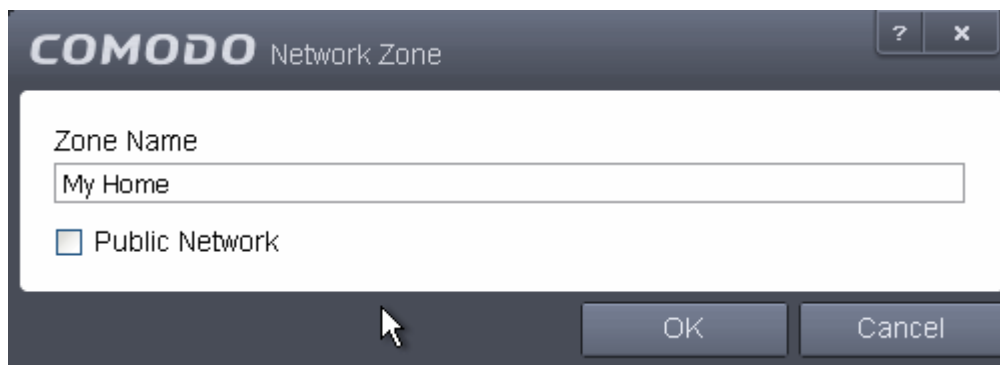 COMODO Network Zone ? x
Zone Name
My Home
Public Network
OK Cancel